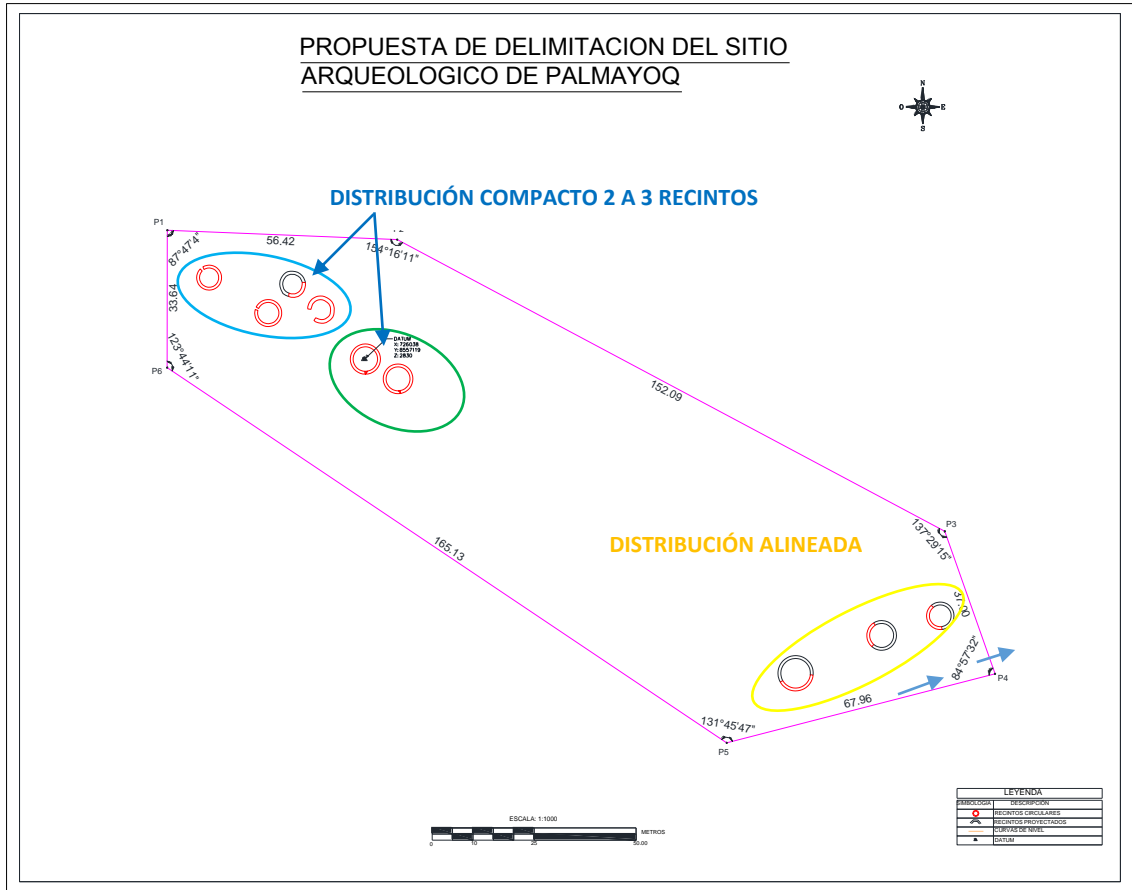 PROPUESTA DE DELIMITACION DEL SITIO
ARQUEOLOGICO DE PALMAYOQ
N
O E
S
DISTRIBUCIÓN COMPACTO 2 A 3 RECINTOS
P1
56.42
154°16'11"
87°47'4"
33.64
123°44'11"
P6
DATUM
X: 726038
Y: 8557119
Z: 2830
152.09
165.13
P3
137°29'15"
DISTRIBUCIÓN ALINEADA
84°57'32"
P4
67.96
131°45'47"
P5
ESCALA: 1:1000
METROS
0 10 25 50.00
LEYENDA
SIMBOLOGIA DESCRIPCION
RECINTOS CIRCULARES
RECINTOS PROYECTADOS
CURVAS DE NIVEL
DATUM